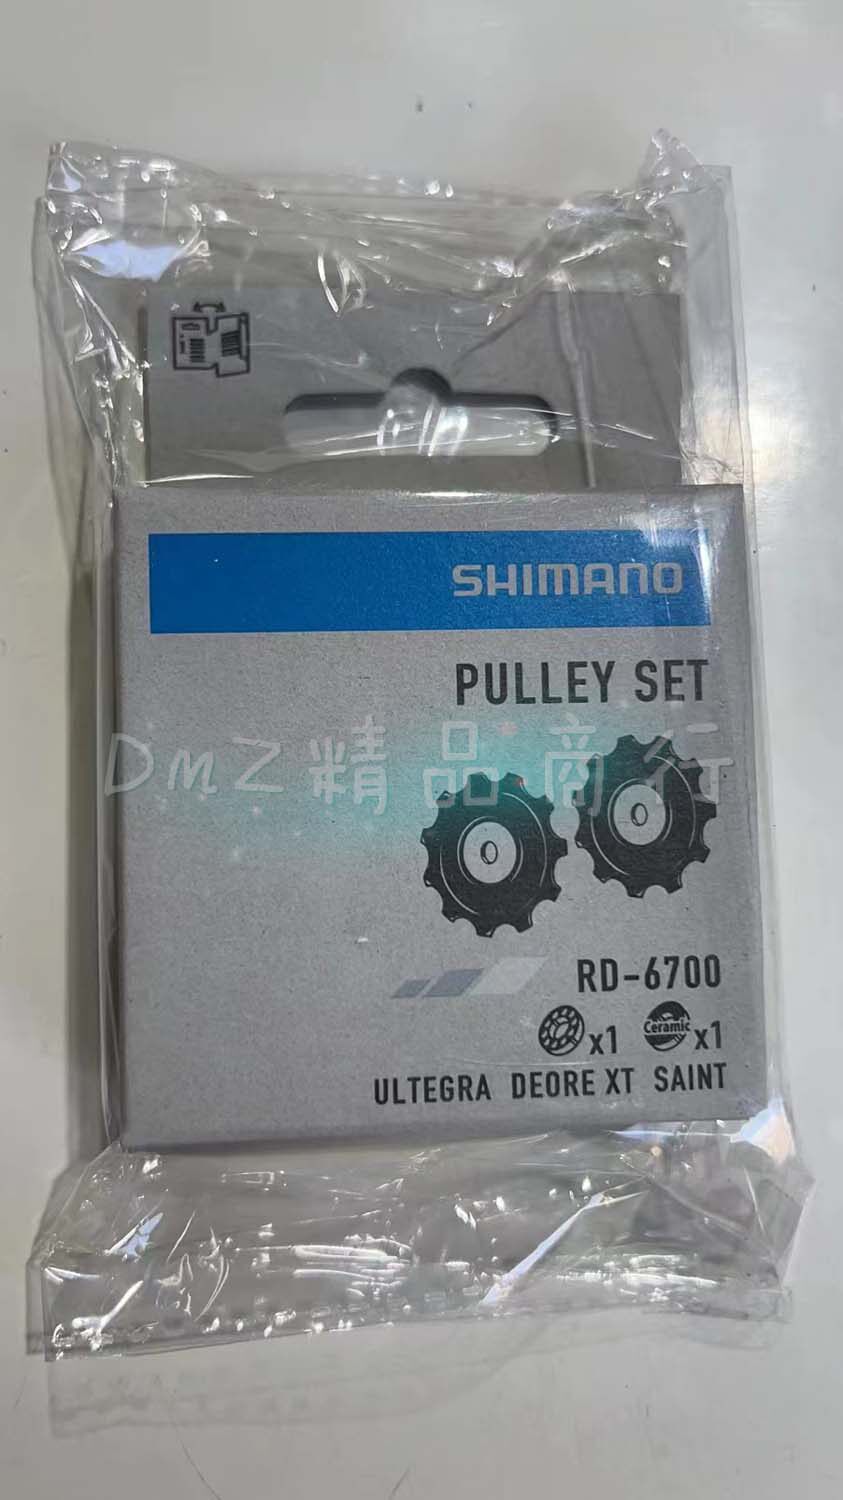 SHIMANO
PULLEY SET
DMZ精品商行
RD-6700
x1 Ceramic x1
ULTEGRA DEORE XT SAINT